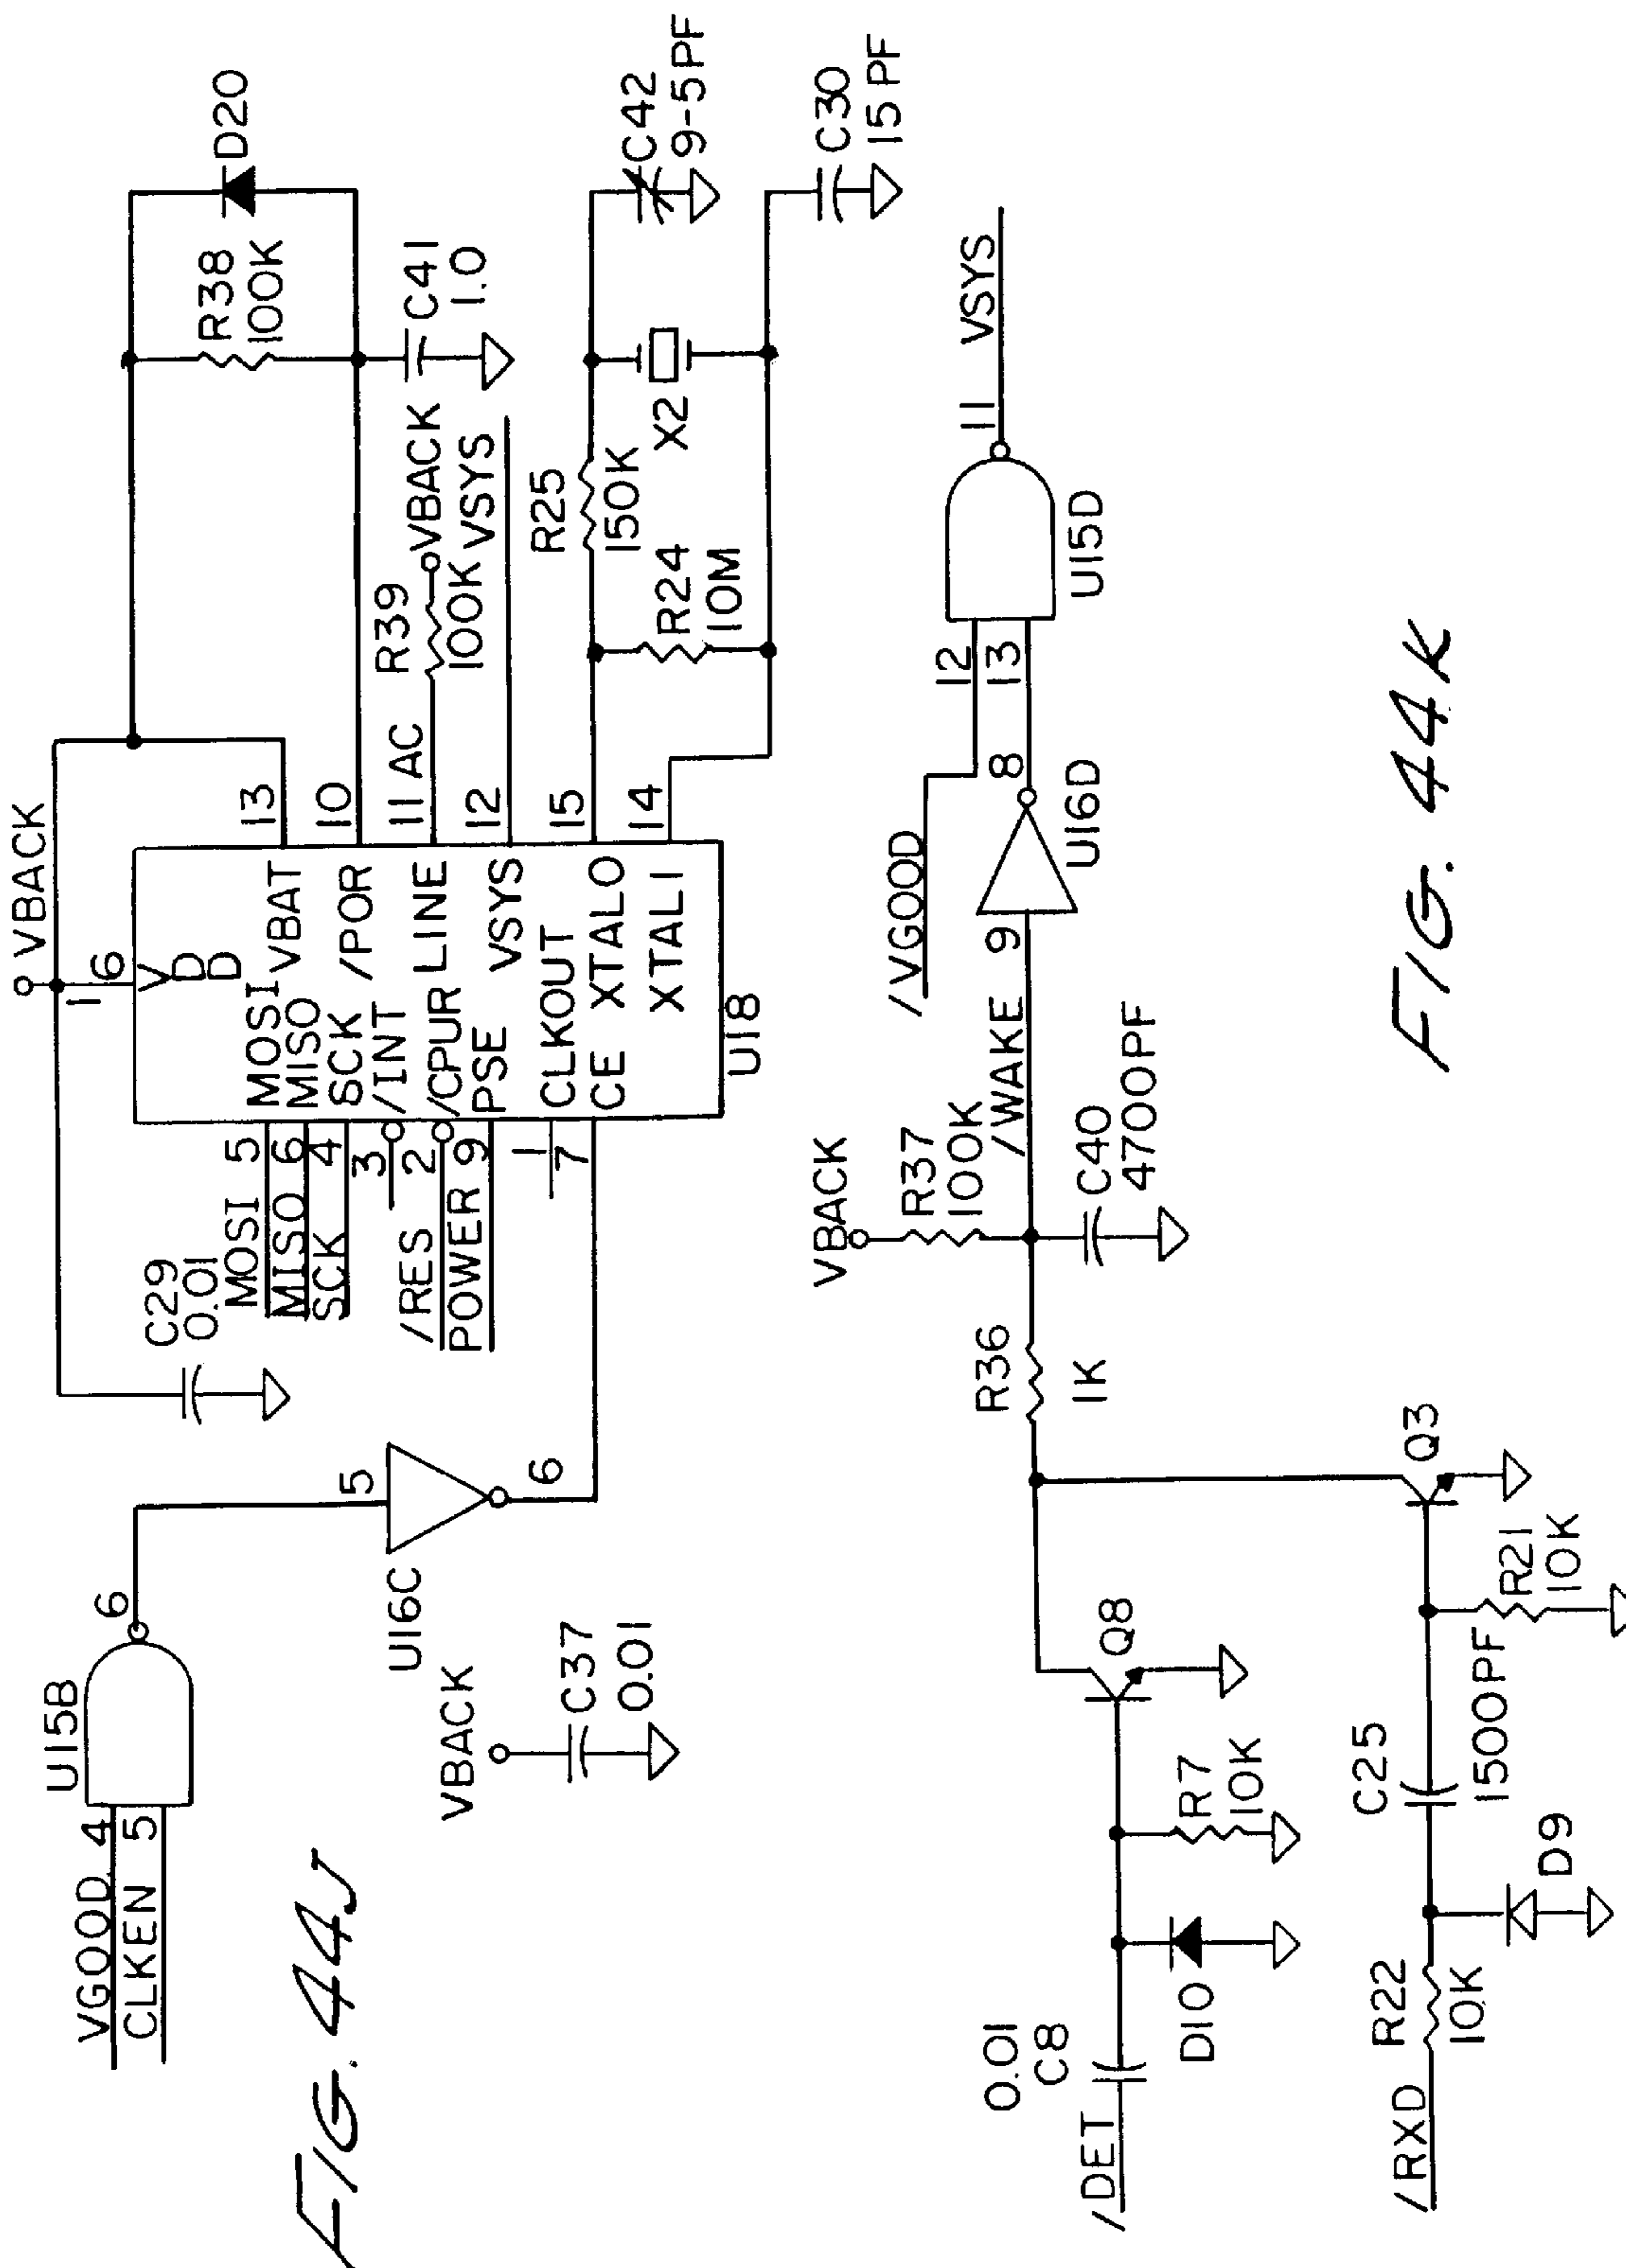 FIG. 44J
VGOOD 4
CLKEN 5
U15B
6
5
U16C
6
VBACK
C37
0.01
C29
0.01
VBACK
1 6
VDD
MOSI 5 MOSI
MISO 6 MISO
SCK 4 SCK
3 /INT
/RES 2 /CPUR
POWER 9 PSE
1 CLKOUT
7 CE
VBAT 13
/POR 10
LINE 11 AC
VSYS 12
XTALO 15
XTALI 14
U18
R38
100K
D20
C41
1.0
R39
100K
VBACK
VSYS
R25
150K
R24
10M
X2
C42
9-5PF
C30
15PF
FIG. 44K
/DET
0.01
C8
D10
R7
10K
Q8
/RXD
R22
10K
D9
C25
1500PF
R21
10K
Q3
R36
1K
VBACK
R37
100K
C40
4700PF
/WAKE
9
8
U16D
/VGOOD
12
13
U15D
11
VSYS